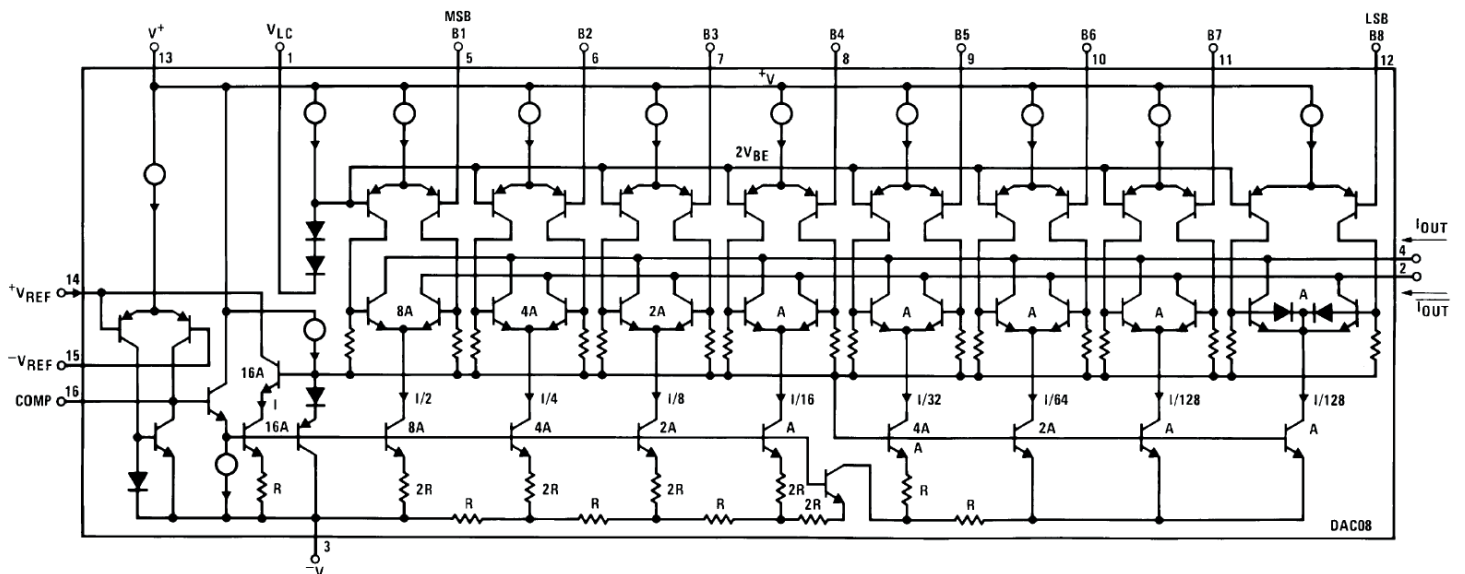 MSB LSB
V+ VLC B1 B2 B3 B4 B5 B6 B7 B8
13 1 5 6 7 8 9 10 11 12
+V
2VBE
IOUT
4
2
IOUT
14
+VREF
8A 4A 2A A A A A A
15
-VREF
16
COMP
16A
I I/2 I/4 I/8 I/16 I/32 I/64 I/128 I/128
16A 8A 4A 2A A 4A 2A A A
A
R 2R 2R 2R 2R R
R R R 2R R
DAC08
3
-V